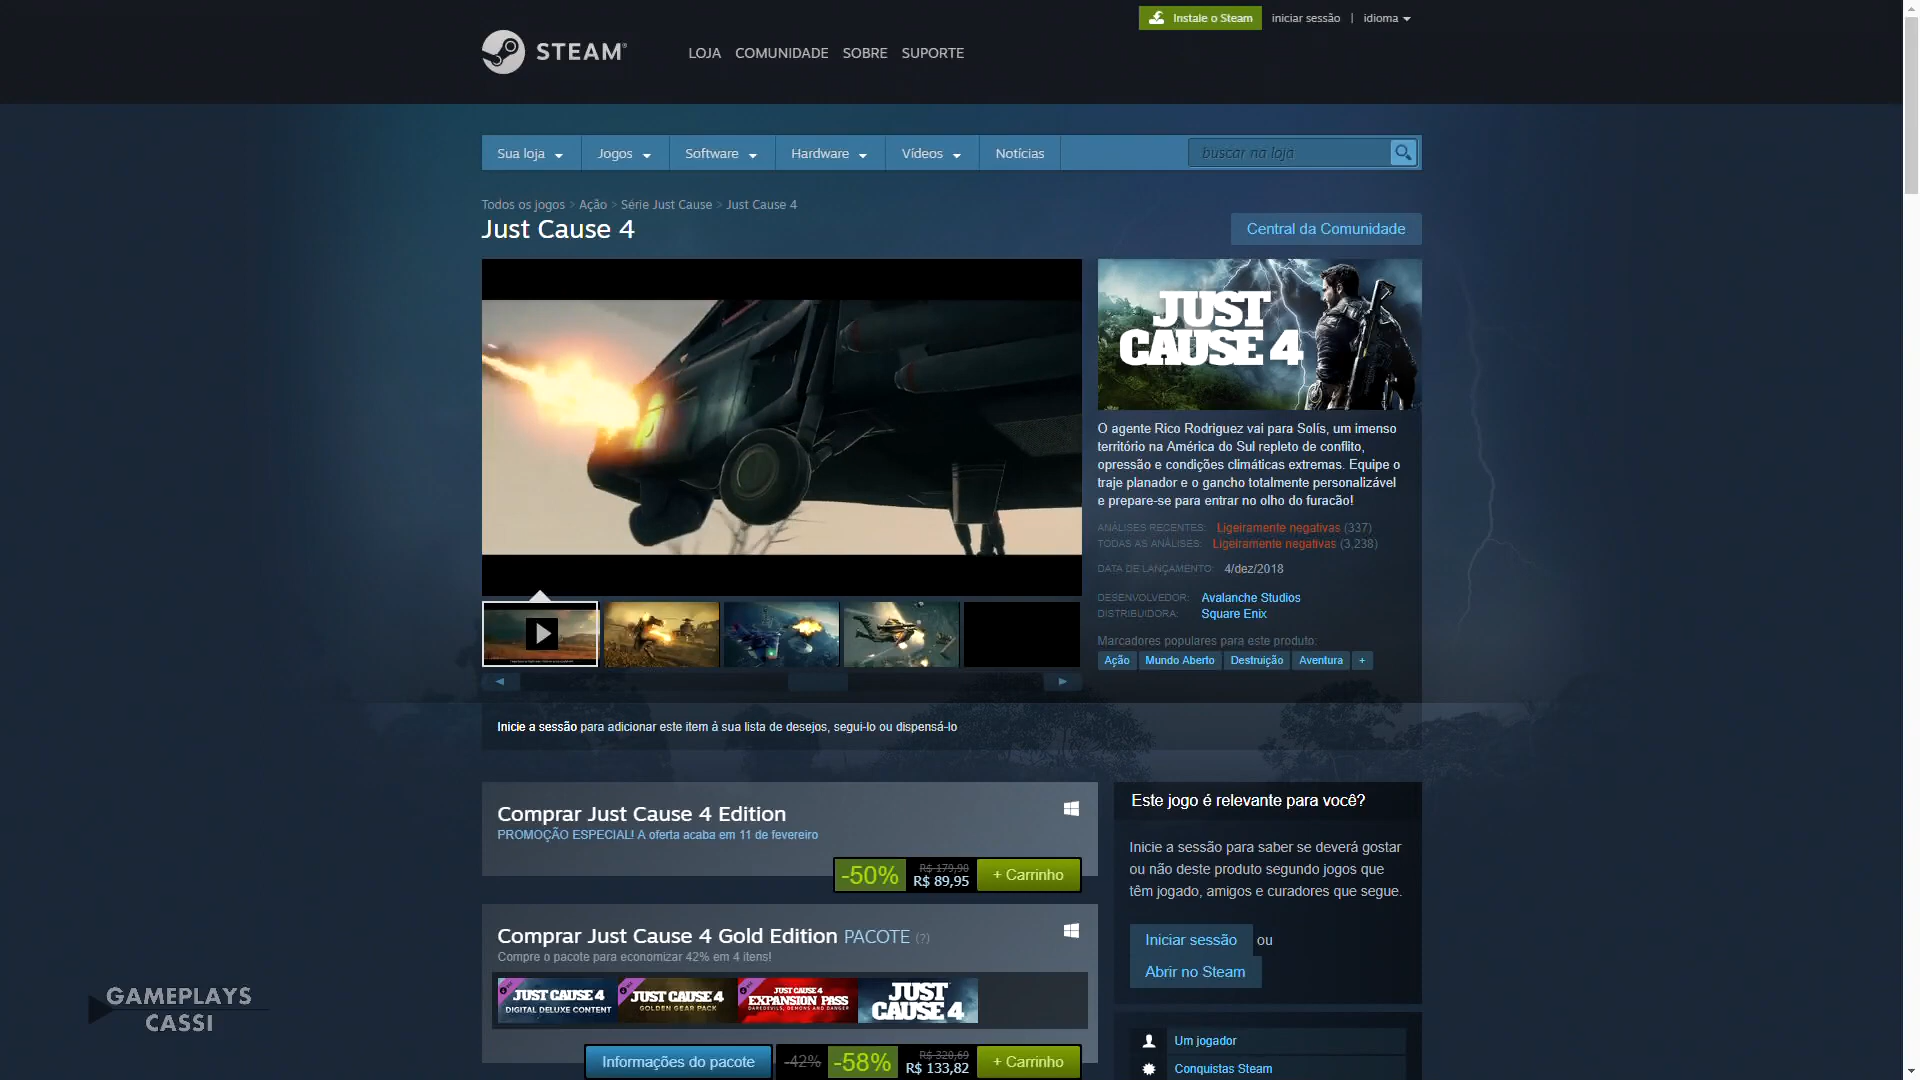 Instale o Steam
iniciar sessão | idioma
STEAM®
LOJA COMUNIDADE SOBRE SUPORTE
Sua loja Jogos Software Hardware Vídeos Notícias
buscar na loja
Todos os jogos > Ação > Série Just Cause > Just Cause 4
Just Cause 4
Central da Comunidade
JUST
CAUSE 4
O agente Rico Rodriguez vai para Solís, um imenso
território na América do Sul repleto de conflito,
opressão e condições climáticas extremas. Equipe o
traje planador e o gancho totalmente personalizável
e prepare-se para entrar no olho do furacão!
ANÁLISES RECENTES: Ligeiramente negativas (337)
TODAS AS ANÁLISES: Ligeiramente negativas (3,238)
DATA DE LANÇAMENTO: 4/dez/2018
DESENVOLVEDOR: Avalanche Studios
DISTRIBUIDORA: Square Enix
Marcadores populares para este produto:
Ação Mundo Aberto Destruição Aventura +
Inicie a sessão para adicionar este item à sua lista de desejos, segui-lo ou dispensá-lo
Comprar Just Cause 4 Edition
PROMOÇÃO ESPECIAL! A oferta acaba em 11 de fevereiro
-50%
R$ 179,90
R$ 89,95
+ Carrinho
Comprar Just Cause 4 Gold Edition PACOTE (?)
Compre o pacote para economizar 42% em 4 itens!
JUST CAUSE 4
DIGITAL DELUXE CONTENT
JUST CAUSE 4
GOLDEN GEAR PACK
JUST CAUSE 4
EXPANSION PASS
DAREDEVILS, DEMONS AND DANGER
JUST
CAUSE 4
Informações do pacote
-42%
-58%
R$ 320,69
R$ 133,82
+ Carrinho
Este jogo é relevante para você?
Inicie a sessão para saber se deverá gostar
ou não deste produto segundo jogos que
têm jogado, amigos e curadores que segue.
Iniciar sessão ou
Abrir no Steam
Um jogador
Conquistas Steam
GAMEPLAYS
CASSI